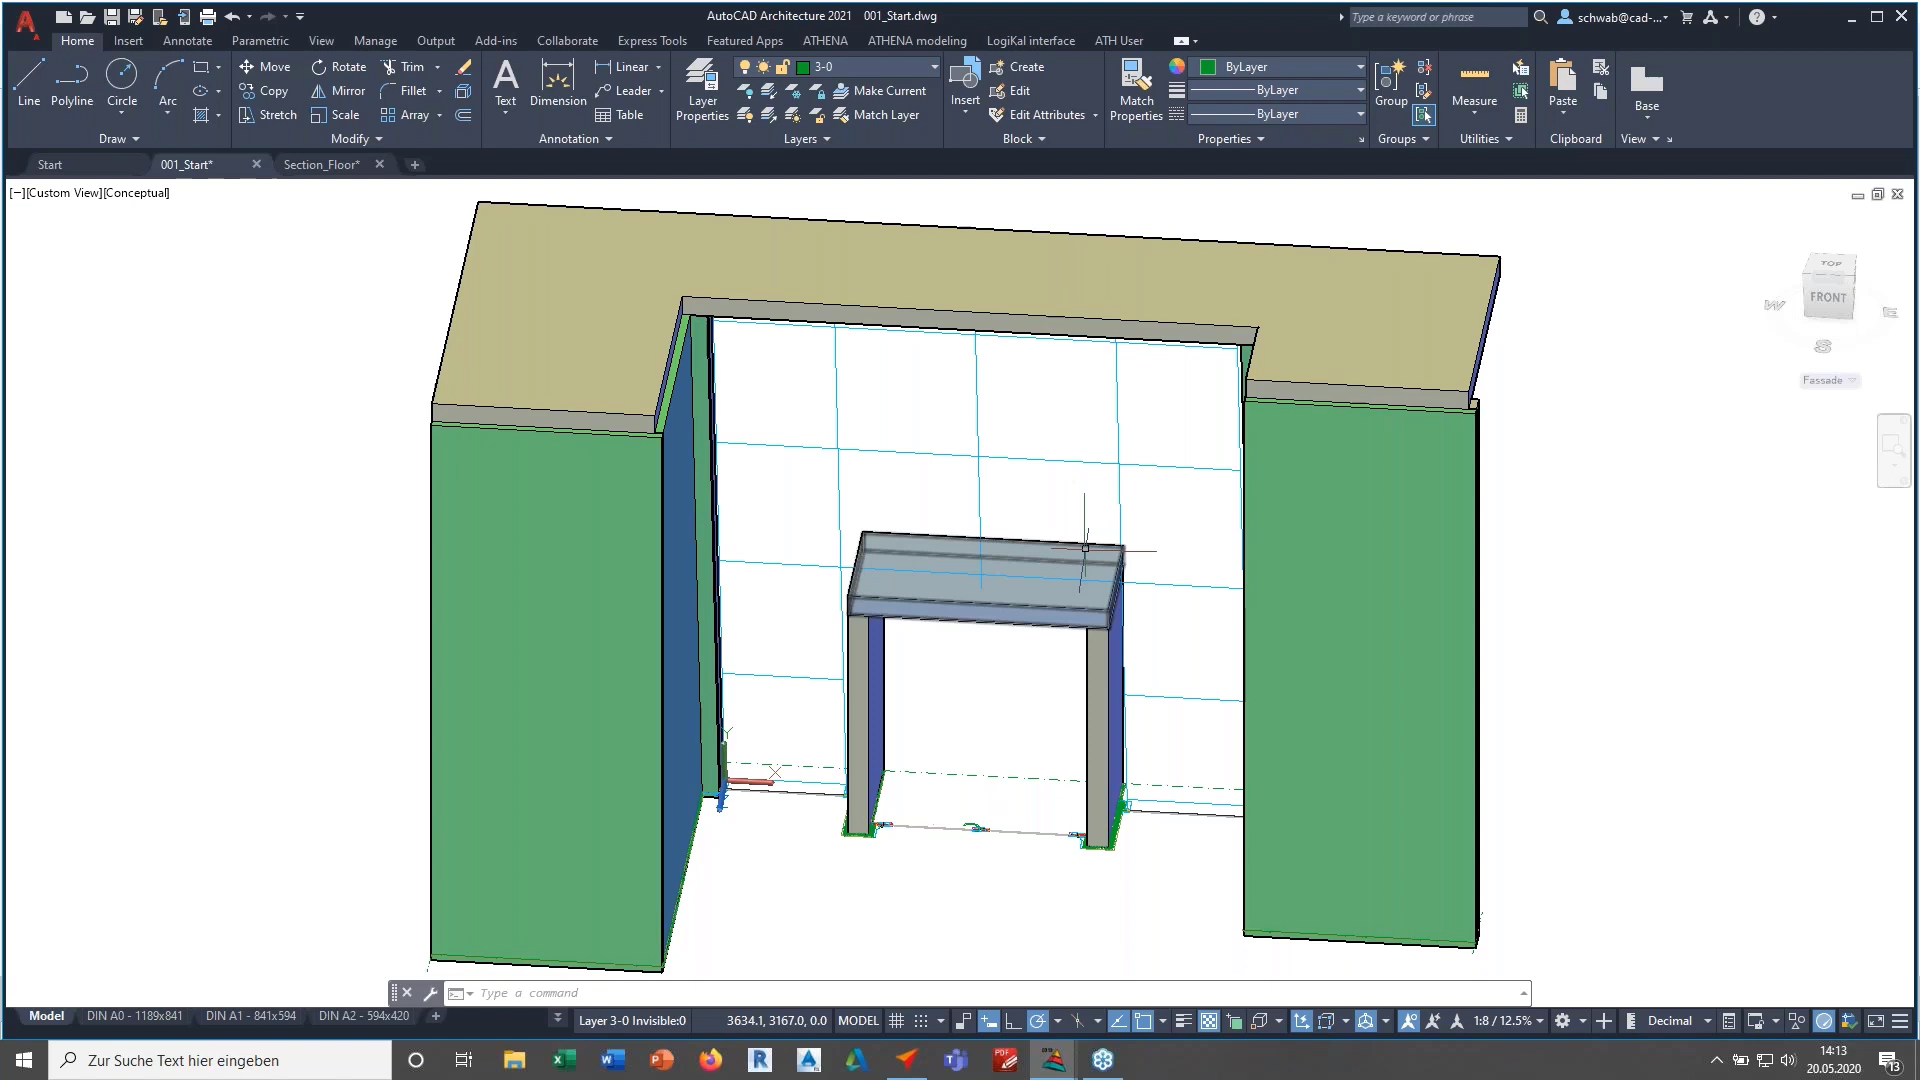 AutoCAD Architecture 2021 001_Start.dwg
Type a keyword or phrase
schwab@cad-...
Home Insert Annotate Parametric View Manage Output Add-ins Collaborate Express Tools Featured Apps ATHENA ATHENA modeling LogiKal interface ATH User
Line Polyline Circle Arc
Draw
Move Rotate Trim
Copy Mirror Fillet
Stretch Scale Array
Modify
Text Dimension
Linear
Leader
Table
Annotation
Layer Properties
3-0
Make Current
Match Layer
Layers
Insert
Create
Edit
Edit Attributes
Block
Match Properties
ByLayer
ByLayer
ByLayer
Properties
Group
Groups
Measure
Utilities
Paste
Clipboard
Base
View
Start 001_Start* Section_Floor*
[−][Custom View][Conceptual]
TOP
FRONT
W
E
S
Fassade
Y
X
Type a command
Model DIN A0 - 1189x841 DIN A1 - 841x594 DIN A2 - 594x420
Layer 3-0 Invisible:0 3634.1, 3167.0, 0.0 MODEL 1:8 / 12.5% Decimal
Zur Suche Text hier eingeben
14:13
20.05.2020
13